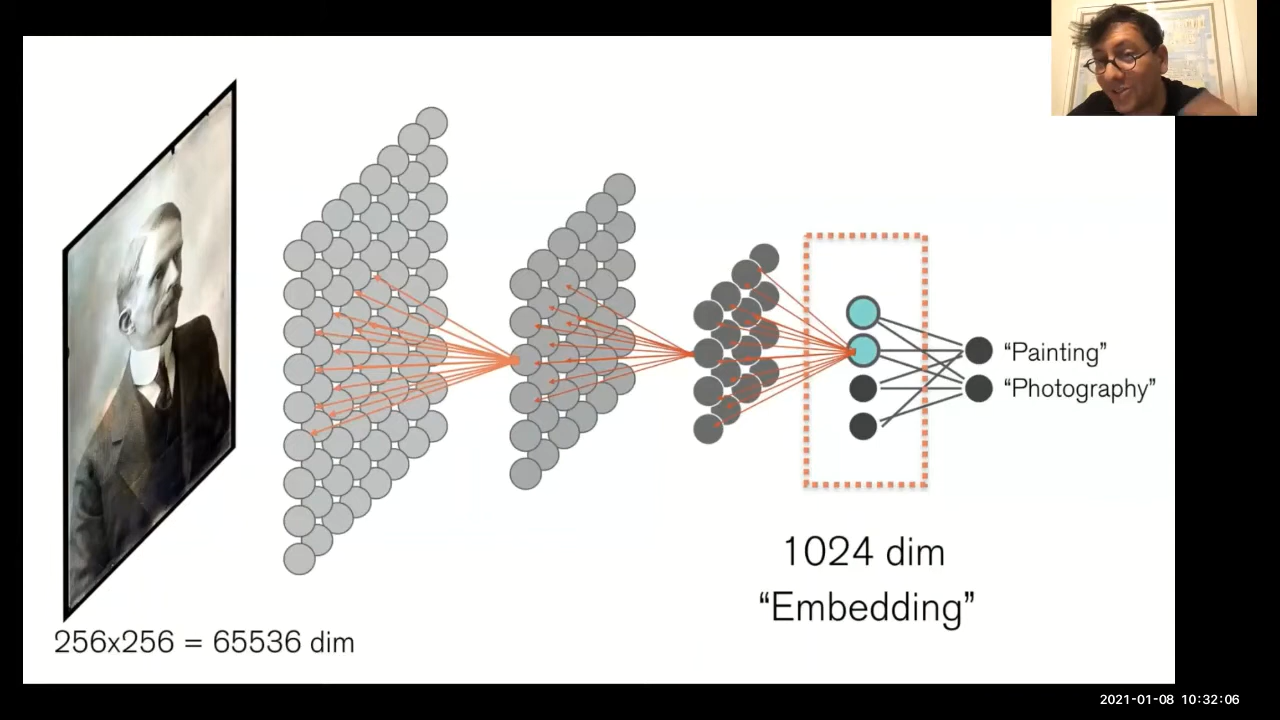 “Painting”
“Photography”
1024 dim
“Embedding”
256x256 = 65536 dim
2021-01-08 10:32:06